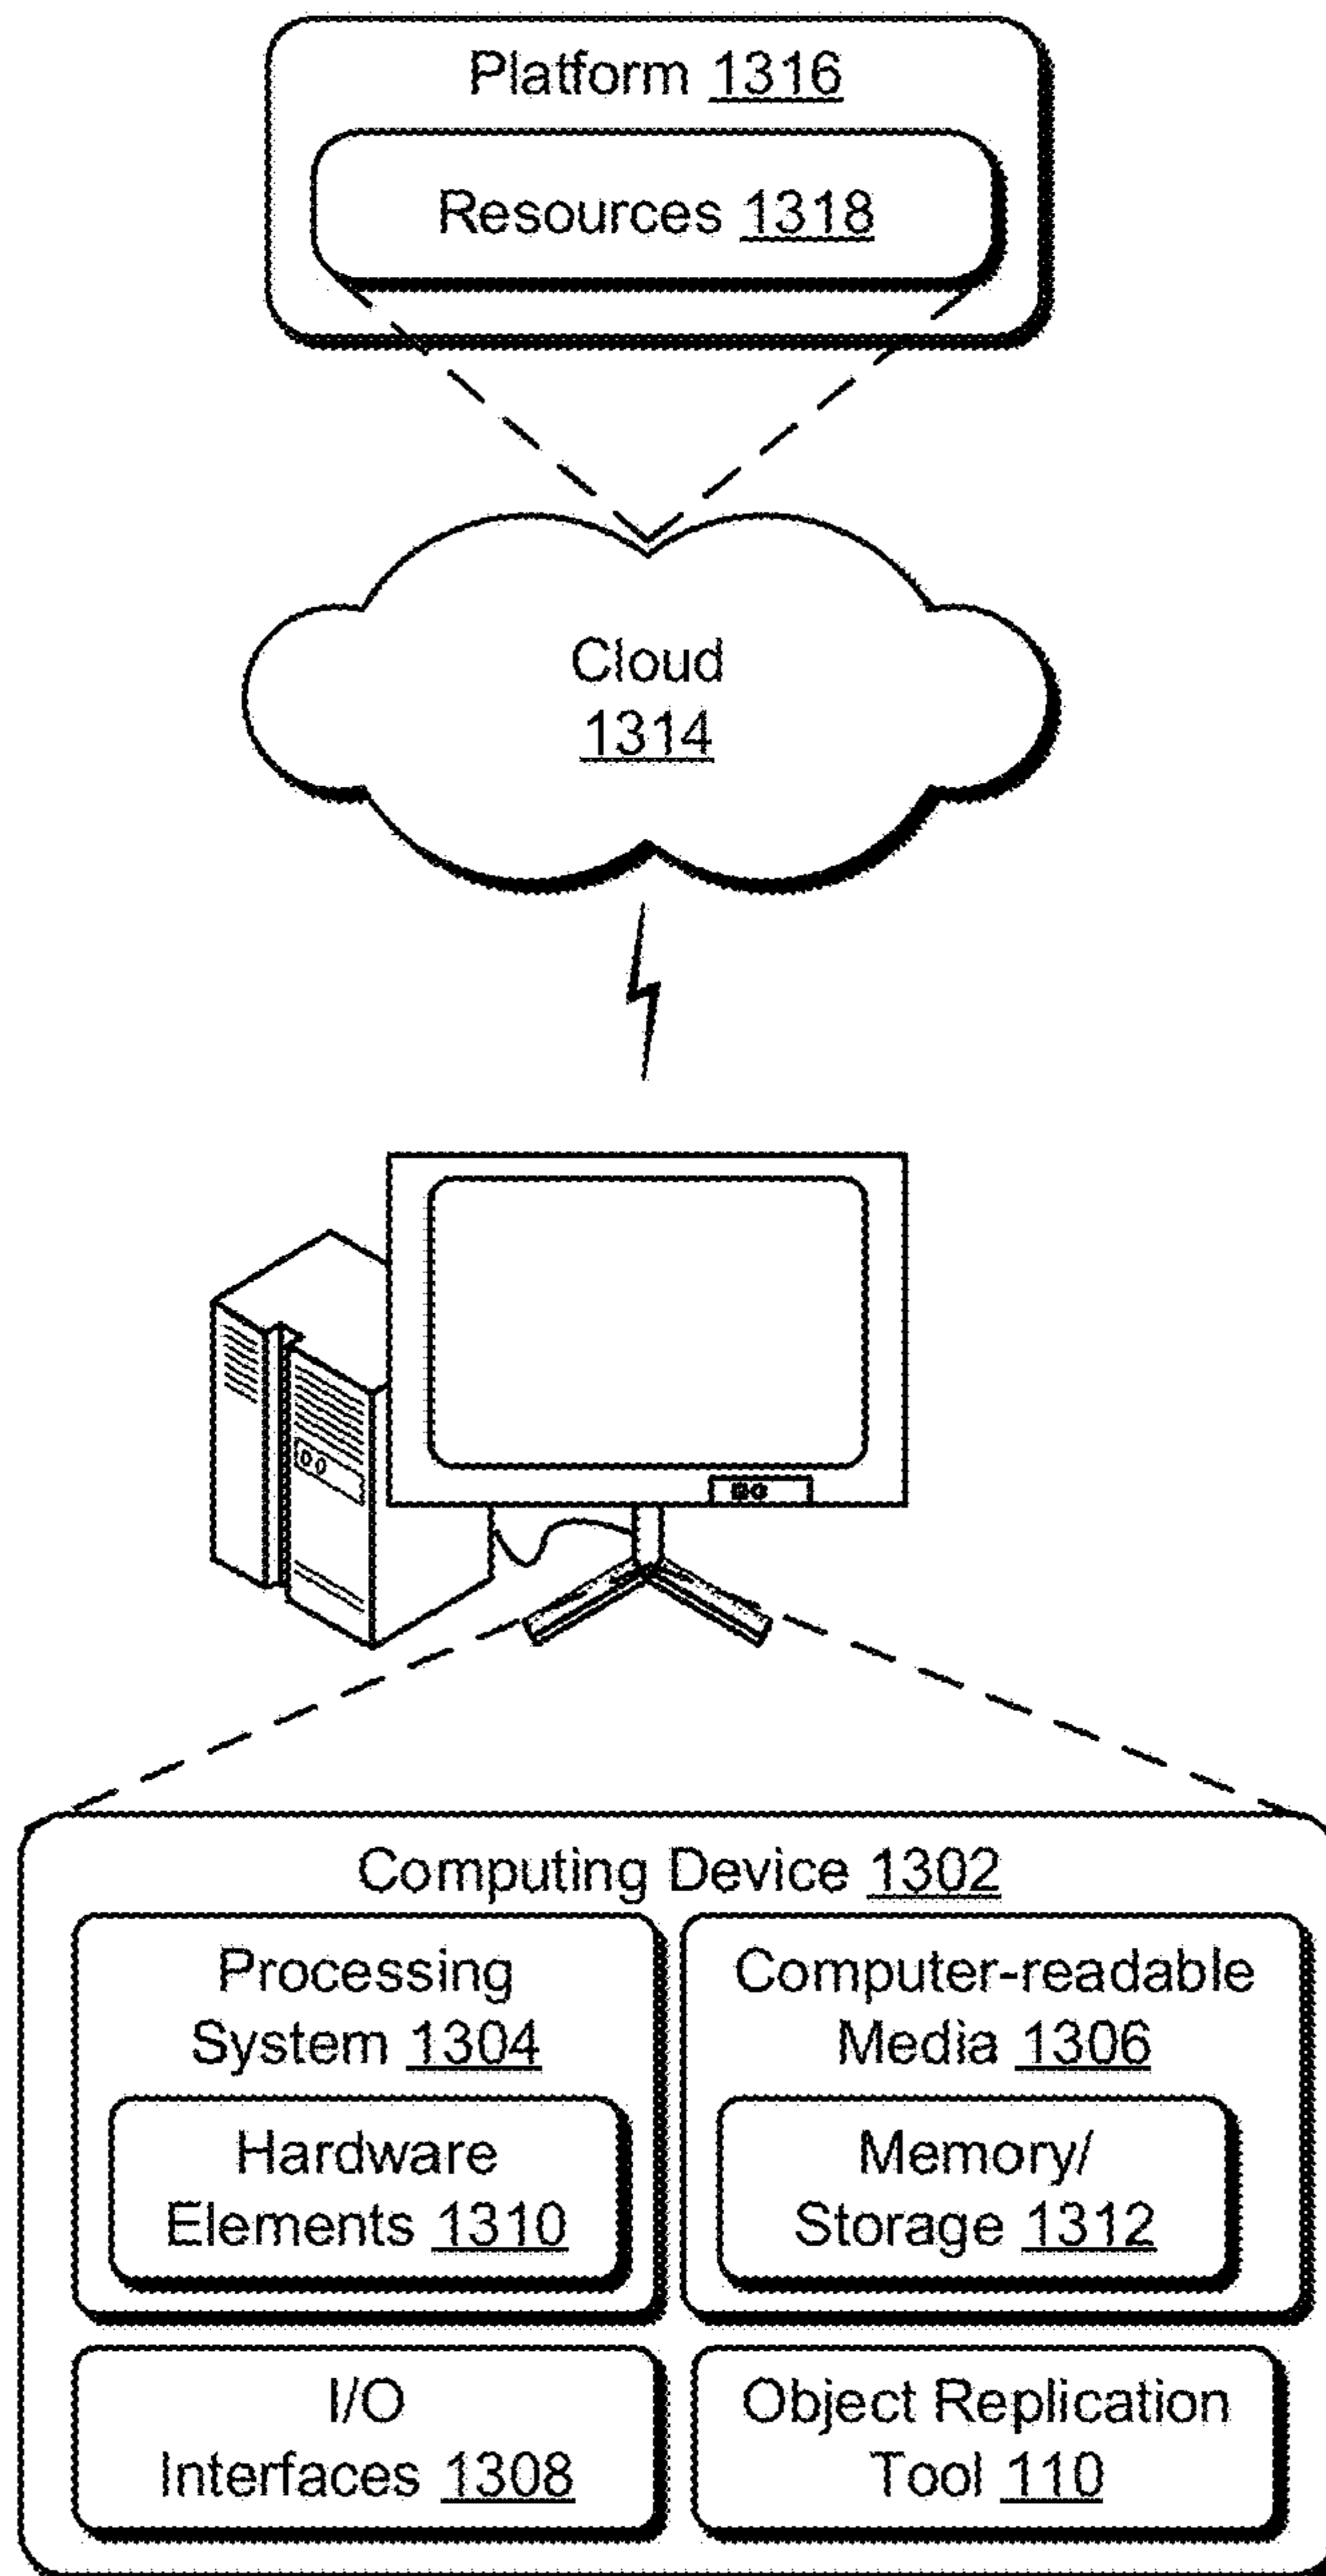 Platform 1316
Resources 1318
Cloud
1314
Computing Device 1302
Processing
System 1304
Hardware
Elements 1310
Computer-readable
Media 1306
Memory/
Storage 1312
I/O
Interfaces 1308
Object Replication
Tool 110